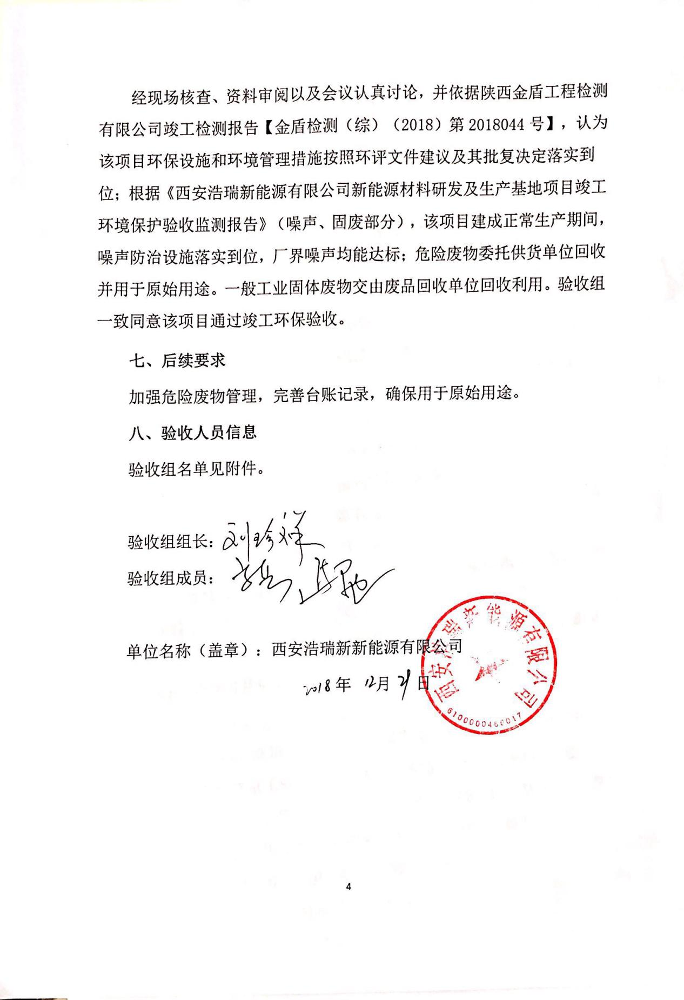 经现场核查、资料审阅以及会议认真讨论，并依据陕西金盾工程检测
有限公司竣工检测报告【金盾检测（综）（2018）第 2018044 号】，认为
该项目环保设施和环境管理措施按照环评文件建议及其批复决定落实到
位；根据《西安浩瑞新能源有限公司新能源材料研发及生产基地项目竣工
环境保护验收监测报告》（噪声、固废部分），该项目建成正常生产期间，
噪声防治设施落实到位，厂界噪声均能达标；危险废物委托供货单位回收
并用于原始用途。一般工业固体废物交由废品回收单位回收利用。验收组
一致同意该项目通过竣工环保验收。
七、后续要求
加强危险废物管理，完善台账记录，确保用于原始用途。
八、验收人员信息
验收组名单见附件。
验收组组长：刘珍祥
验收组成员：
单位名称（盖章）：西安浩瑞新新能源有限公司
2018年 12月 21日
西安浩瑞新能源有限公司
4